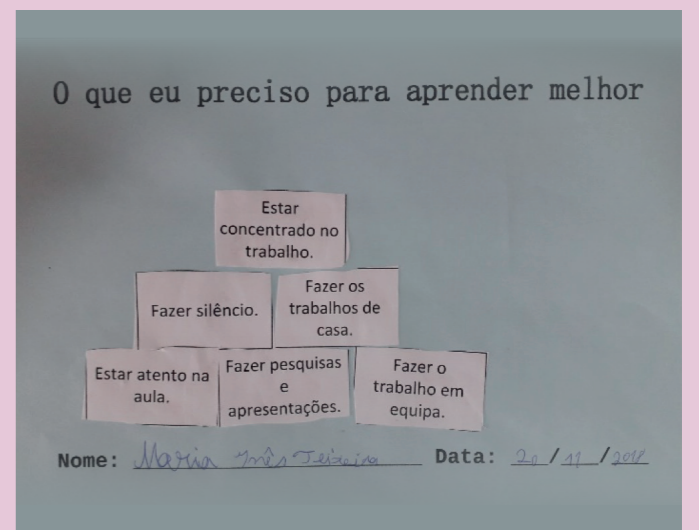 O que eu preciso para aprender melhor
Estar
concentrado no
trabalho.
Fazer silêncio.
Fazer os
trabalhos de
casa.
Estar atento na
aula.
Fazer pesquisas
e
apresentações.
Fazer o
trabalho em
equipa.
Nome: Maria Inês Teixeira Data: 20/11/2018